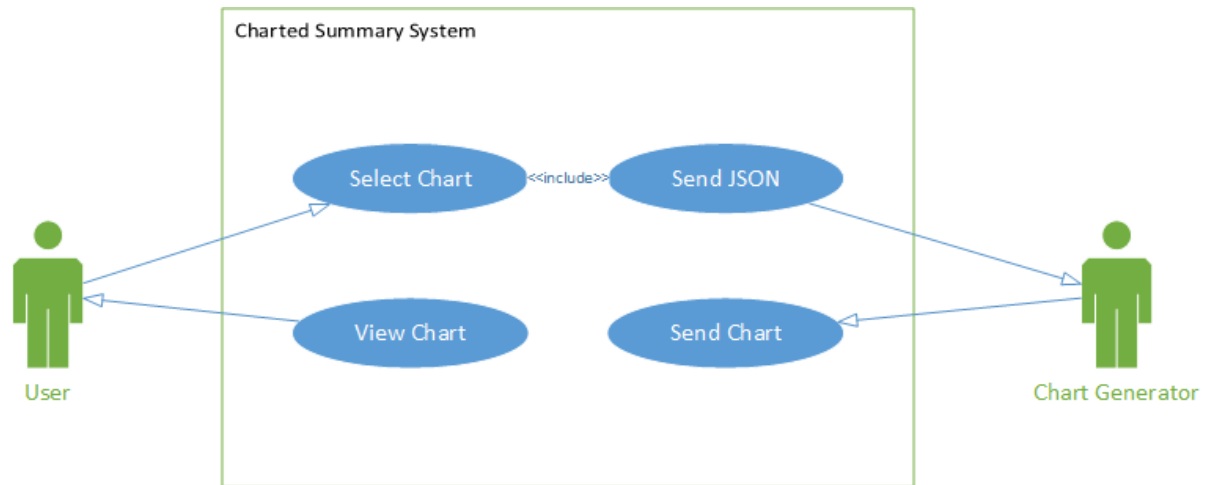 Charted Summary System
Select Chart
<<include>>
Send JSON
View Chart
Send Chart
User
Chart Generator